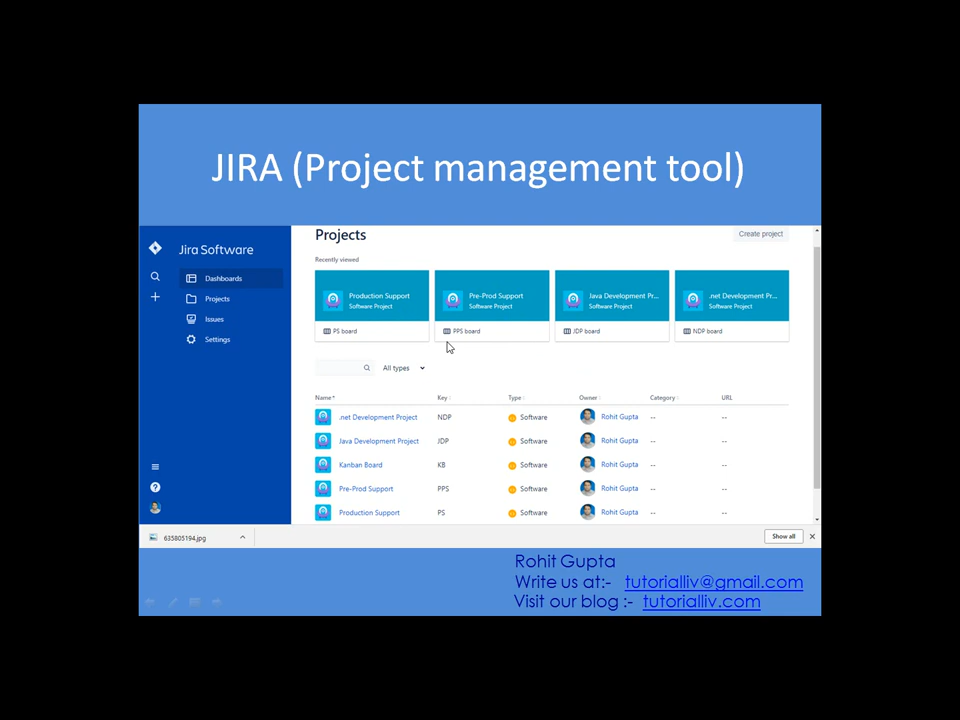 JIRA (Project management tool)
Jira Software
Dashboards
Projects
Issues
Settings
Projects
Create project
Recently viewed
Production Support
Software Project
PS board
Pre-Prod Support
Software Project
PPS board
Java Development Pr...
Software Project
JDP board
.net Development Pr...
Software Project
NDP board
All types
Name Key Type Owner Category URL
.net Development Project NDP Software Rohit Gupta -- --
Java Development Project JDP Software Rohit Gupta -- --
Kanban Board KB Software Rohit Gupta -- --
Pre-Prod Support PPS Software Rohit Gupta -- --
Production Support PS Software Rohit Gupta -- --
635805194.jpg
Show all
Rohit Gupta
Write us at:- tutorialliv@gmail.com
Visit our blog :- tutorialliv.com